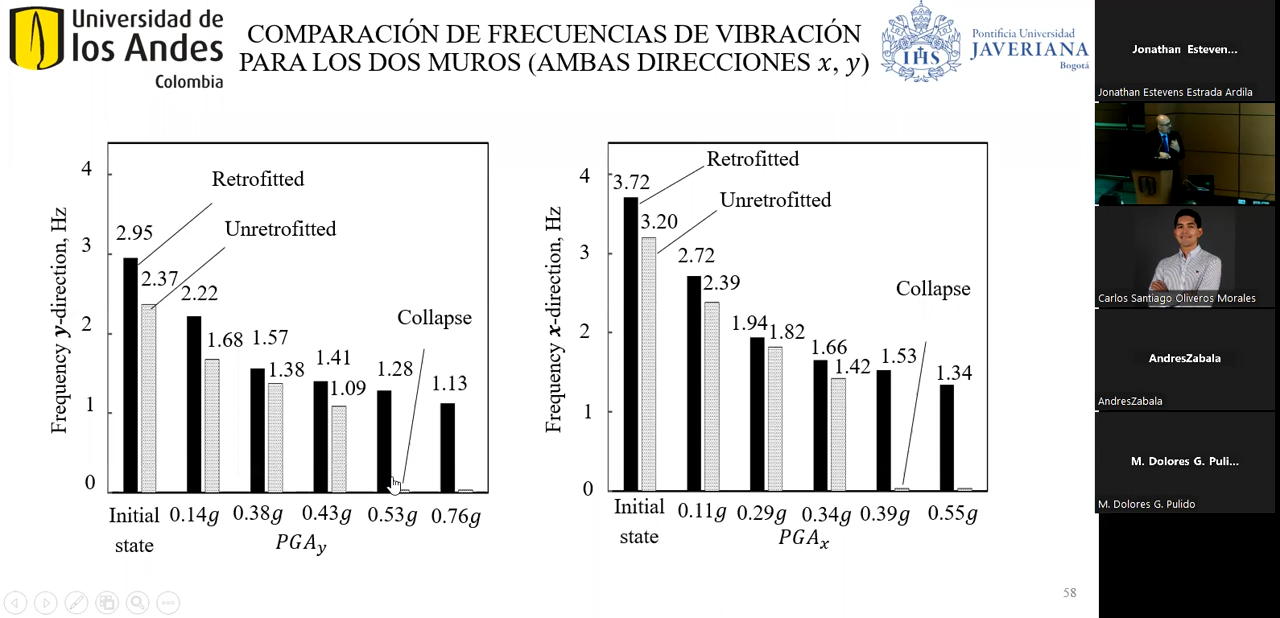 Universidad de
los Andes
Colombia
COMPARACIÓN DE FRECUENCIAS DE VIBRACIÓN
PARA LOS DOS MUROS (AMBAS DIRECCIONES x, y)
IHS
Pontificia Universidad
JAVERIANA
Bogotá
Frequency y-direction, Hz
4
3
2
1
0
Retrofitted
Unretrofitted
Collapse
2.95
2.37
2.22
1.68
1.57
1.38
1.41
1.09
1.28
1.13
Initial state
0.14g
0.38g
0.43g
0.53g
0.76g
PGAy
Frequency x-direction, Hz
4
3
2
1
0
Retrofitted
Unretrofitted
Collapse
3.72
3.20
2.72
2.39
1.94
1.82
1.66
1.42
1.53
1.34
Initial state
0.11g
0.29g
0.34g
0.39g
0.55g
PGAx
58
Jonathan Esteven...
Jonathan Estevens Estrada Ardila
Carlos Santiago Oliveros Morales
AndresZabala
AndresZabala
M. Dolores G. Puli...
M. Dolores G. Pulido